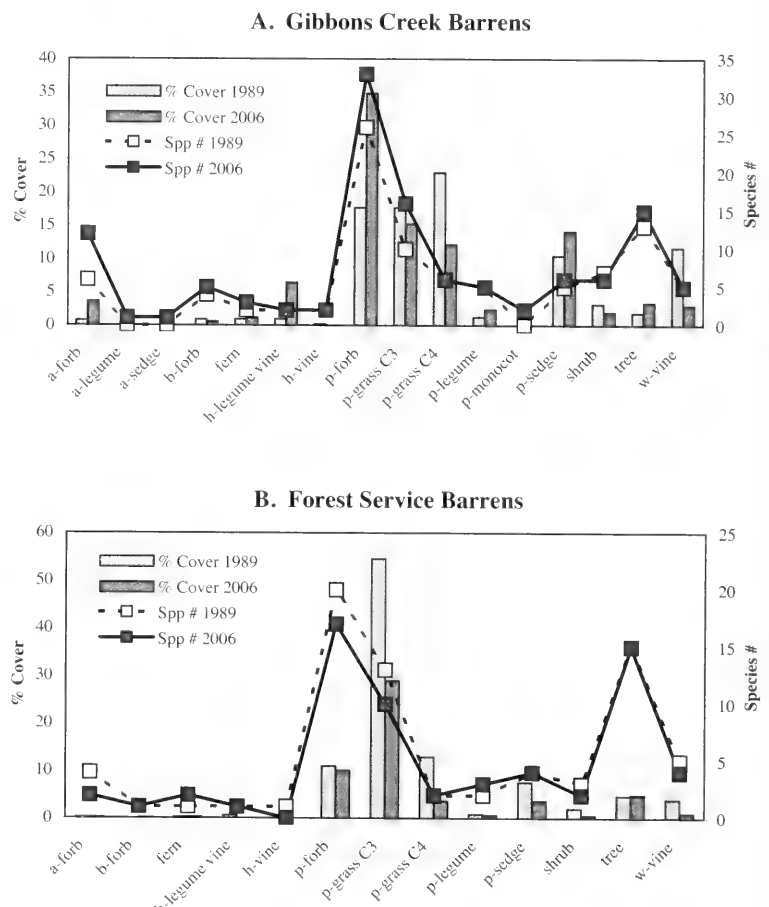 A. Gibbons Creek Barrens
40
35
30
25
20
15
10
5
0
% Cover
35
30
25
20
15
10
5
0
Species #
% Cover 1989
% Cover 2006
Spp # 1989
Spp # 2006
a-forb
a-legume
a-sedge
b-forb
fern
h-legume vine
h-vine
p-forb
p-grass C3
p-grass C4
p-legume
p-monocot
p-sedge
shrub
tree
w-vine
B. Forest Service Barrens
60
50
40
30
20
10
0
% Cover
25
20
15
10
5
0
Species #
% Cover 1989
% Cover 2006
Spp # 1989
Spp # 2006
a-forb
b-forb
fern
h-legume vine
h-vine
p-forb
p-grass C3
p-grass C4
p-legume
p-sedge
shrub
tree
w-vine